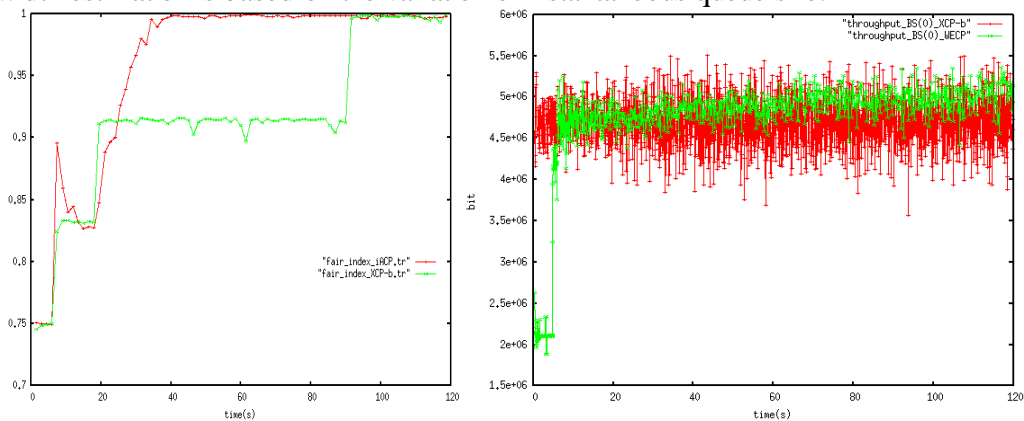 "fair_index_iACP.tr"
"fair_index_XCP-b.tr"
1
0.95
0.9
0.85
0.8
0.75
0.7
0 20 40 60 80 100 120
time(s)
"throughput_BS(0)_XCP-b"
"throughput_BS(0)_WECP"
bit
6e+06
5.5e+06
5e+06
4.5e+06
4e+06
3.5e+06
3e+06
2.5e+06
2e+06
1.5e+06
0 20 40 60 80 100 120
time(s)